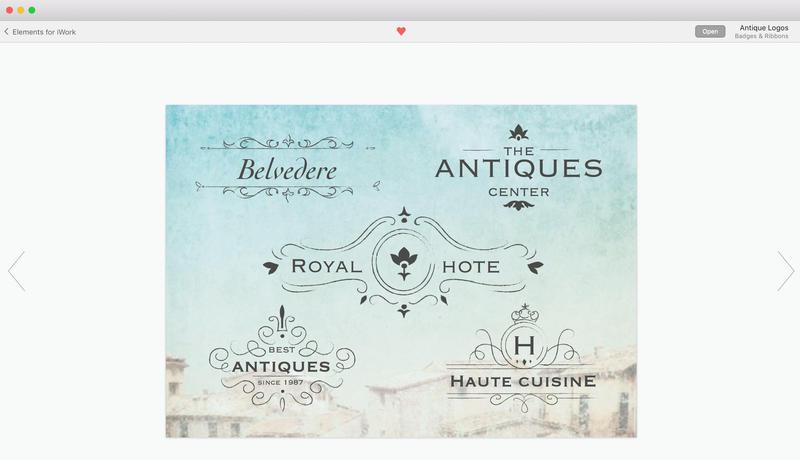 Elements for iWork
Open
Antique Logos
Badges & Ribbons
Belvedere
THE
ANTIQUES
CENTER
ROYAL HOTE
BEST
ANTIQUES
SINCE 1987
H
HAUTE CUISINE